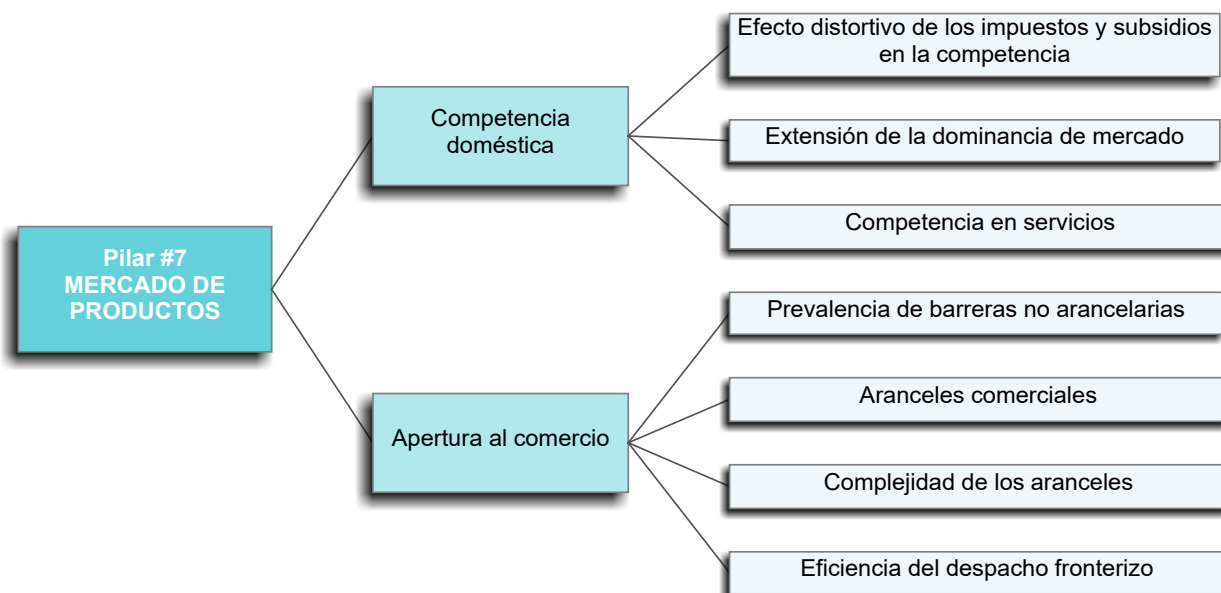 Pilar #7
MERCADO DE
PRODUCTOS
Competencia
doméstica
Efecto distortivo de los impuestos y subsidios
en la competencia
Extensión de la dominancia de mercado
Competencia en servicios
Apertura al comercio
Prevalencia de barreras no arancelarias
Aranceles comerciales
Complejidad de los aranceles
Eficiencia del despacho fronterizo